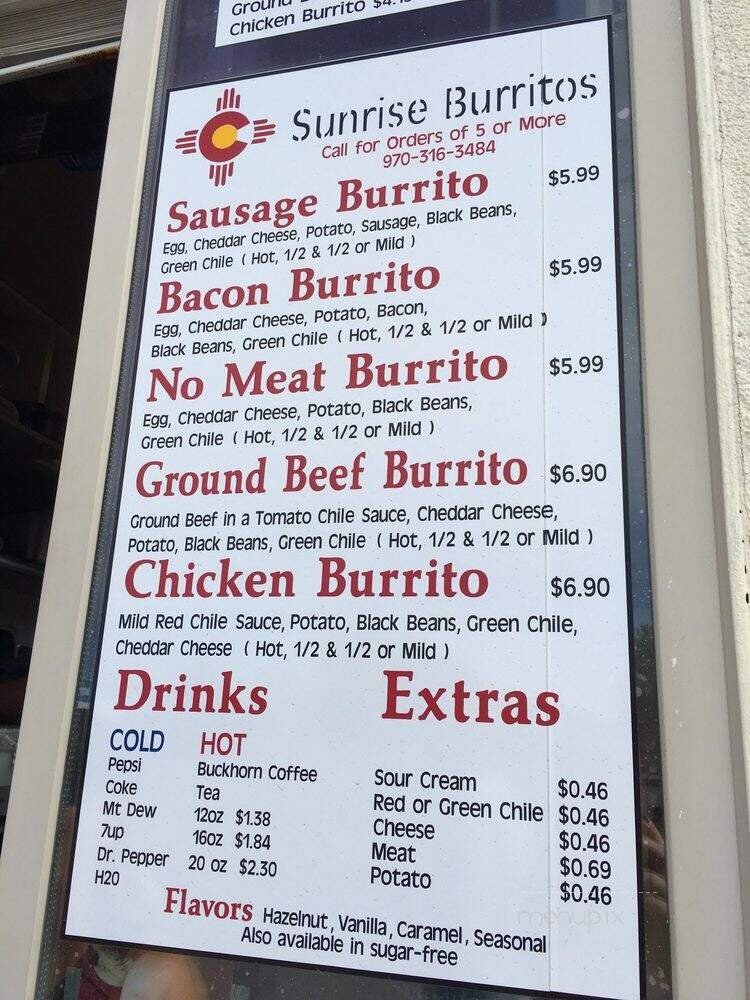 Chicken Burrito
Sunrise Burritos
Call for Orders of 5 or More
970-316-3484
Sausage Burrito $5.99
Egg, Cheddar Cheese, Potato, Sausage, Black Beans,
Green Chile ( Hot, 1/2 & 1/2 or Mild )
Bacon Burrito $5.99
Egg, Cheddar Cheese, Potato, Bacon,
Black Beans, Green Chile ( Hot, 1/2 & 1/2 or Mild )
No Meat Burrito $5.99
Egg, Cheddar Cheese, Potato, Black Beans,
Green Chile ( Hot, 1/2 & 1/2 or Mild )
Ground Beef Burrito $6.90
Ground Beef in a Tomato Chile Sauce, Cheddar Cheese,
Potato, Black Beans, Green Chile ( Hot, 1/2 & 1/2 or Mild )
Chicken Burrito $6.90
Mild Red Chile Sauce, Potato, Black Beans, Green Chile,
Cheddar Cheese ( Hot, 1/2 & 1/2 or Mild )
Drinks
COLD
Pepsi
Coke
Mt Dew
7up
Dr. Pepper
H20
HOT
Buckhorn Coffee
Tea
12oz $1.38
16oz $1.84
20 oz $2.30
Extras
Sour Cream $0.46
Red or Green Chile $0.46
Cheese $0.46
Meat $0.69
Potato $0.46
Flavors Hazelnut, Vanilla, Caramel, Seasonal
Also available in sugar-free
menupix